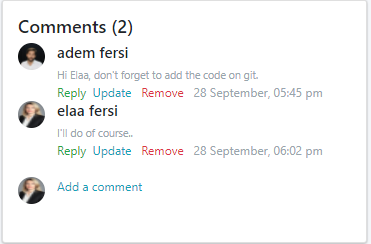 Comments (2)
adem fersi
Hi Elaa, don't forget to add the code on git.
Reply Update Remove 28 September, 05:45 pm
elaa fersi
I'll do of course..
Reply Update Remove 28 September, 06:02 pm
Add a comment